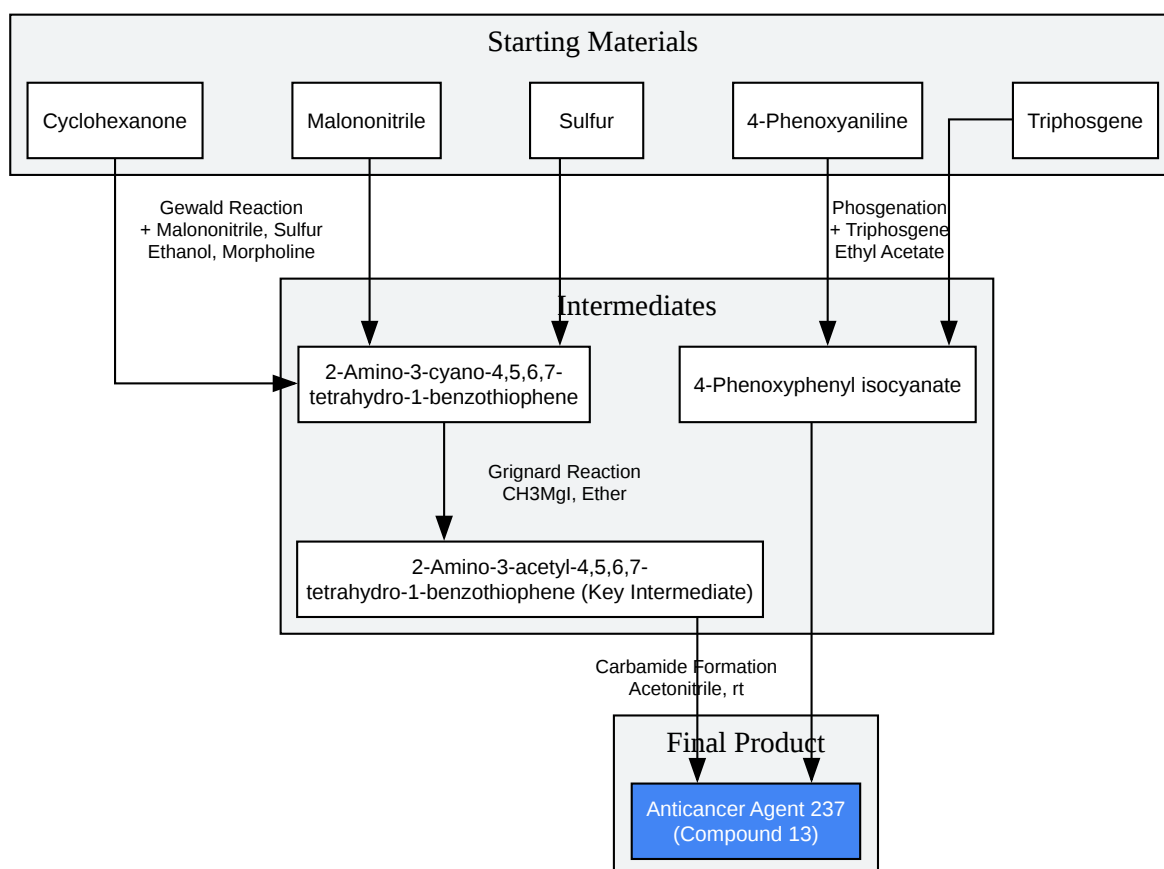 Starting Materials
Cyclohexanone
Malononitrile
Sulfur
4-Phenoxyaniline
Triphosgene
Gewald Reaction
+ Malononitrile, Sulfur
Ethanol, Morpholine
Phosgenation
+ Triphosgene
Ethyl Acetate
Intermediates
2-Amino-3-cyano-4,5,6,7-
tetrahydro-1-benzothiophene
4-Phenoxyphenyl isocyanate
Grignard Reaction
CH3MgI, Ether
2-Amino-3-acetyl-4,5,6,7-
tetrahydro-1-benzothiophene (Key Intermediate)
Carbamide Formation
Acetonitrile, rt
Final Product
Anticancer Agent 237
(Compound 13)